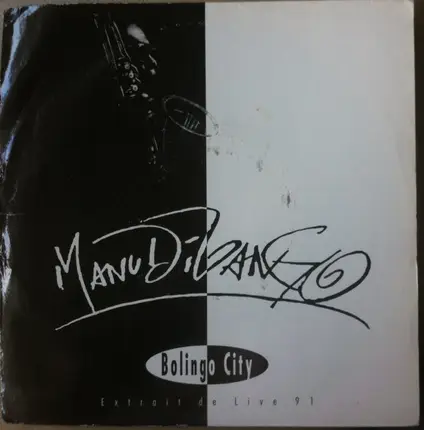 MANU DIBANGO
Bolingo City
Extrait de Live 91